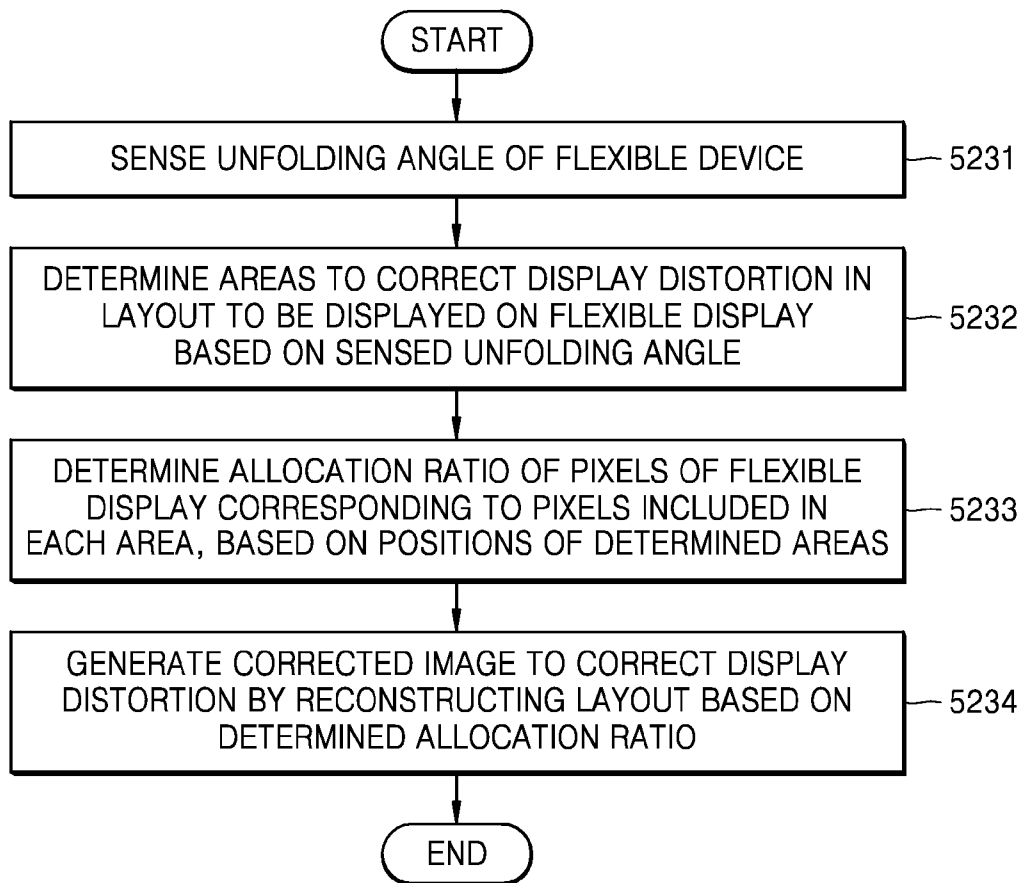 START
SENSE UNFOLDING ANGLE OF FLEXIBLE DEVICE
5231
DETERMINE AREAS TO CORRECT DISPLAY DISTORTION IN
LAYOUT TO BE DISPLAYED ON FLEXIBLE DISPLAY
BASED ON SENSED UNFOLDING ANGLE
5232
DETERMINE ALLOCATION RATIO OF PIXELS OF FLEXIBLE
DISPLAY CORRESPONDING TO PIXELS INCLUDED IN
EACH AREA, BASED ON POSITIONS OF DETERMINED AREAS
5233
GENERATE CORRECTED IMAGE TO CORRECT DISPLAY
DISTORTION BY RECONSTRUCTING LAYOUT BASED ON
DETERMINED ALLOCATION RATIO
5234
END